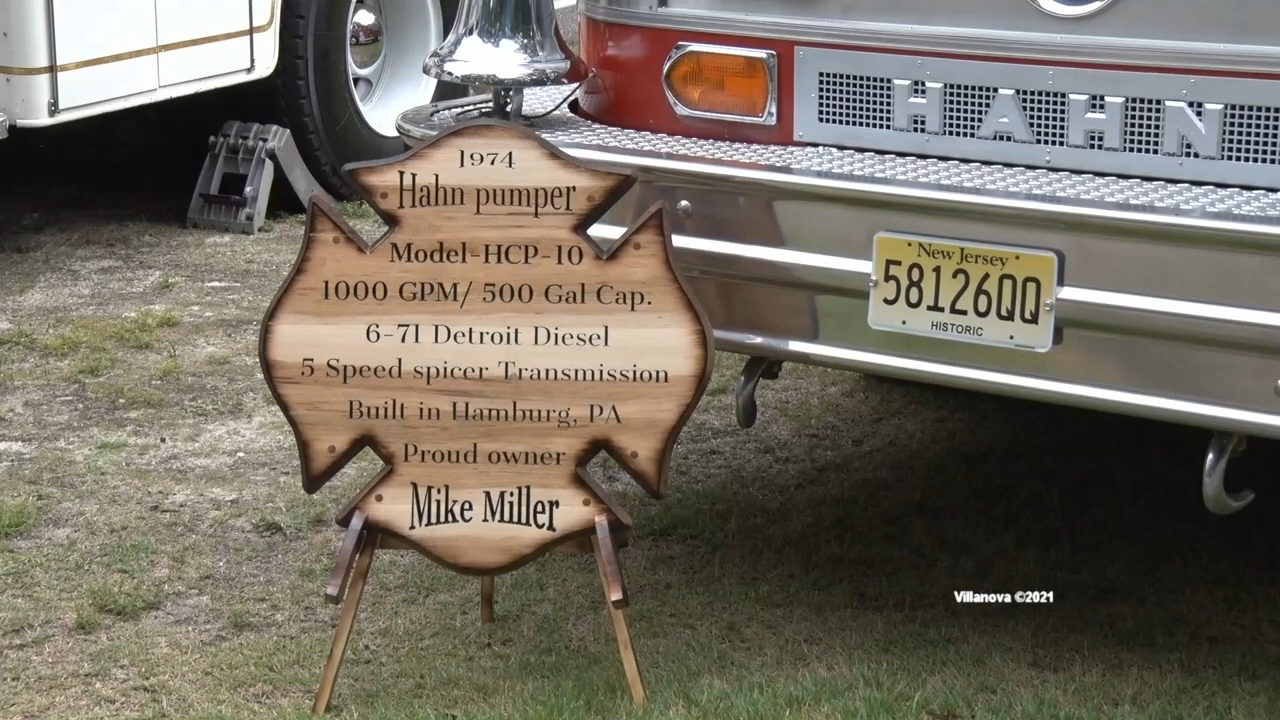 HAHN
1974
Hahn pumper
Model-HCP-10
1000 GPM/ 500 Gal Cap.
6-71 Detroit Diesel
5 Speed spicer Transmission
Built in Hamburg, PA
Proud owner
Mike Miller
New Jersey
58126QQ
HISTORIC
Villanova ©2021